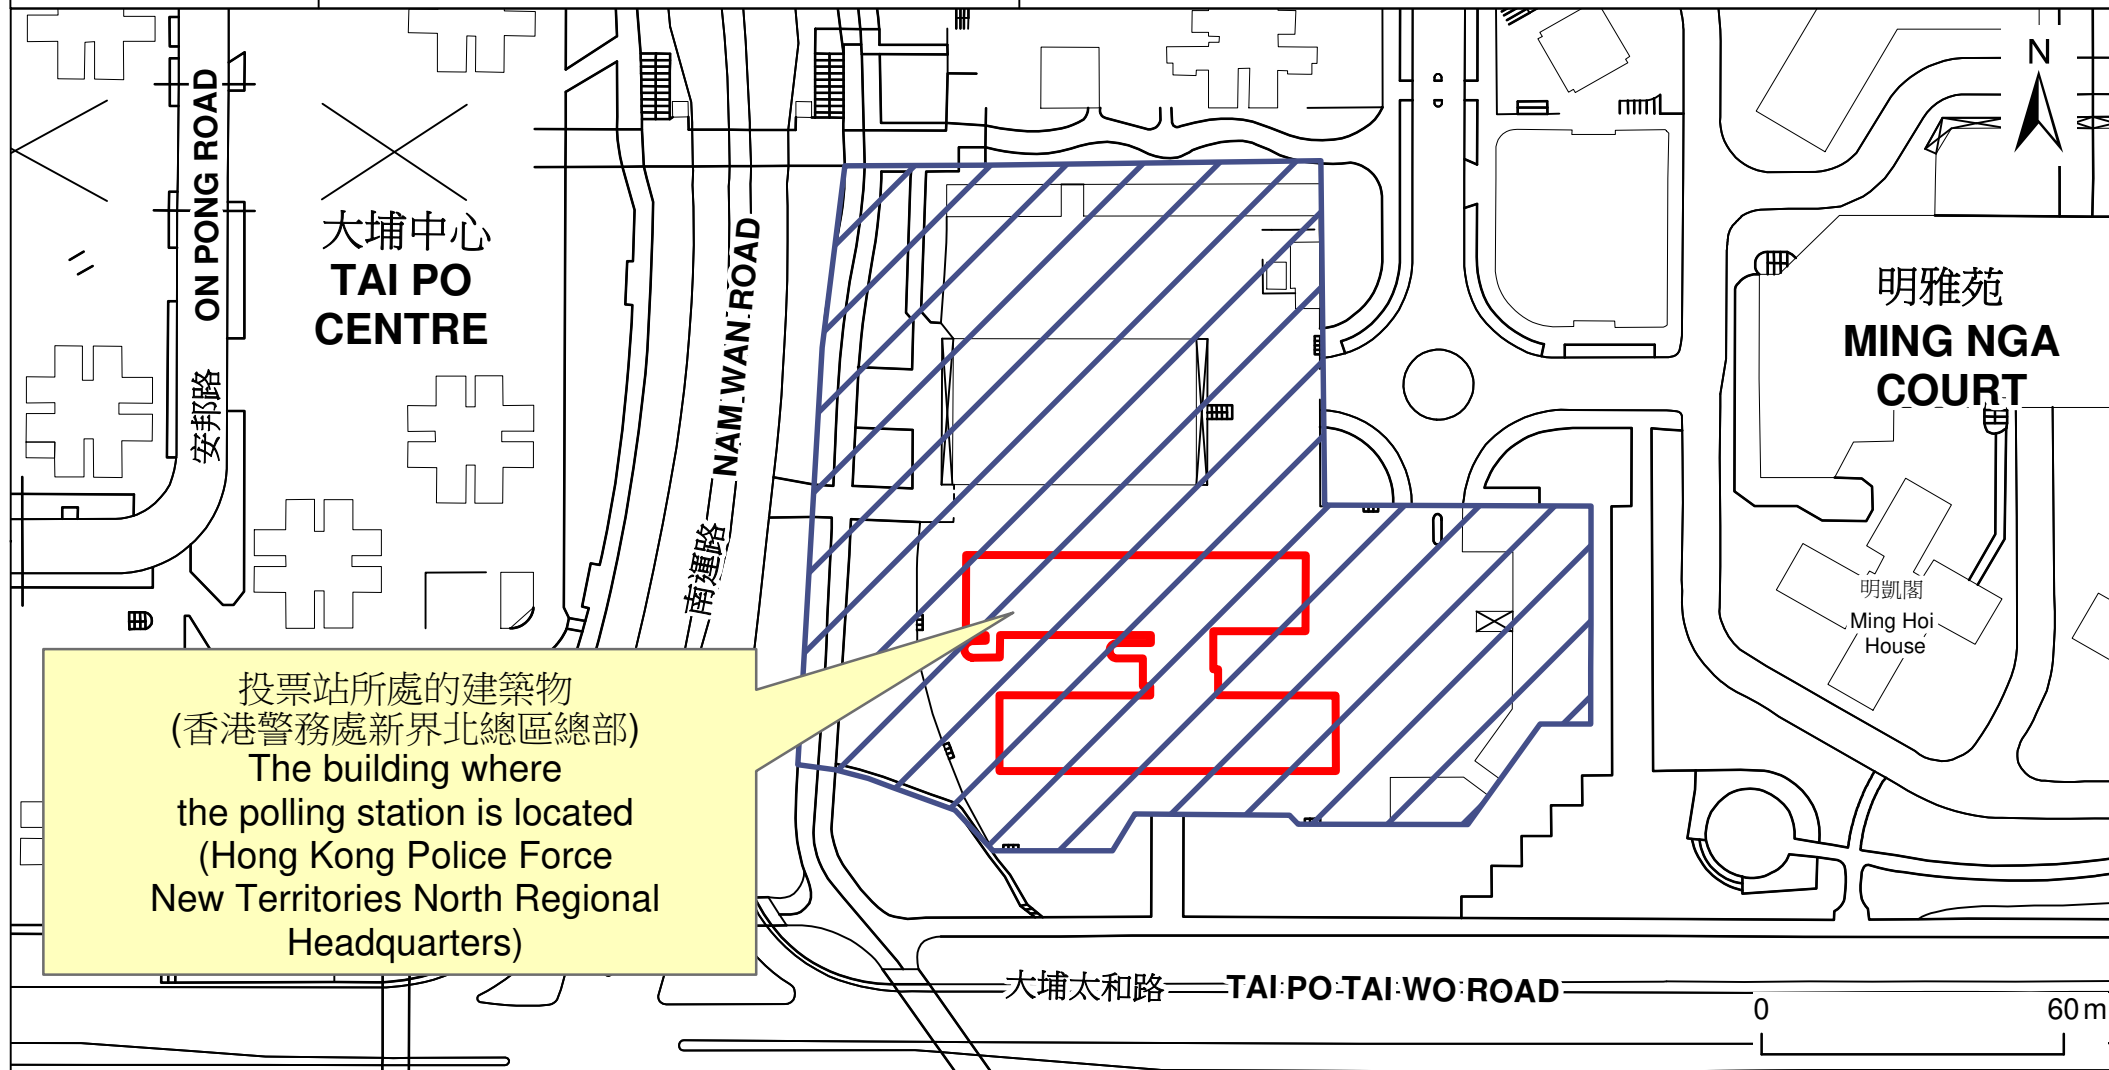 ON PONG ROAD
安邦路
大埔中心
TAI PO
CENTRE
NAM WAN ROAD
南運路
N
明雅苑
MING NGA
COURT
明凱閣
Ming Hoi
House
投票站所處的建築物
(香港警務處新界北總區總部)
The building where
the polling station is located
(Hong Kong Police Force
New Territories North Regional
Headquarters)
大埔太和路 TAI PO TAI WO ROAD
0 60 m